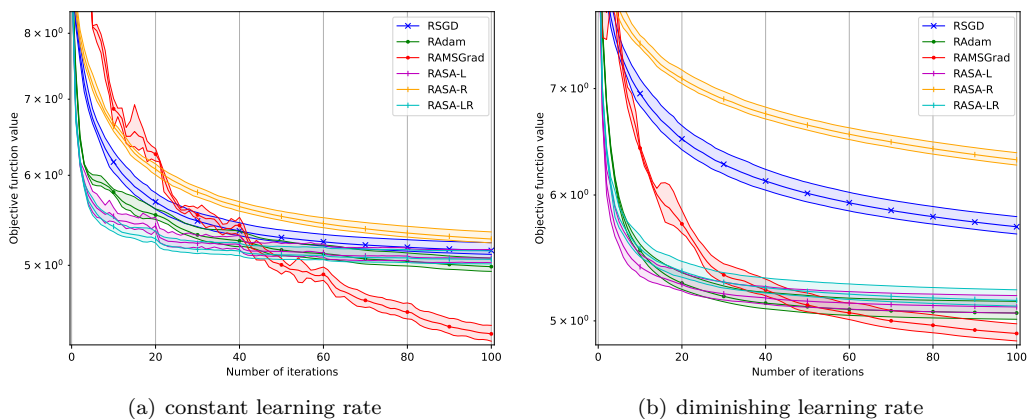 8 × 10⁰
7 × 10⁰
6 × 10⁰
5 × 10⁰
Objective function value
0 20 40 60 80 100
Number of iterations
RSGD
RAdam
RAMSGrad
RASA-L
RASA-R
RASA-LR
(a) constant learning rate
7 × 10⁰
6 × 10⁰
5 × 10⁰
Objective function value
0 20 40 60 80 100
Number of iterations
RSGD
RAdam
RAMSGrad
RASA-L
RASA-R
RASA-LR
(b) diminishing learning rate